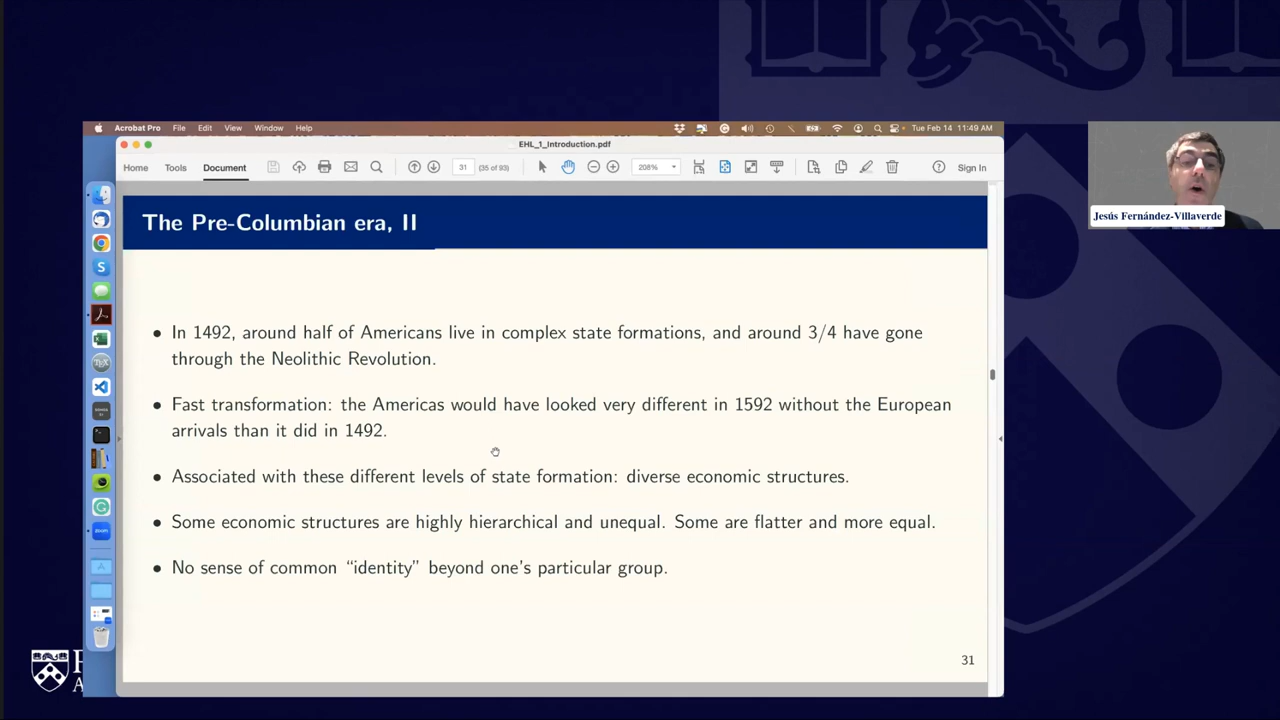 Acrobat Pro File Edit View Window Help Tue Feb 14 11:49 AM
EHL_1_Introduction.pdf
Home Tools Document 31 (35 of 93) 208% Sign In
The Pre-Columbian era, II
• In 1492, around half of Americans live in complex state formations, and around 3/4 have gone
through the Neolithic Revolution.
• Fast transformation: the Americas would have looked very different in 1592 without the European
arrivals than it did in 1492.
• Associated with these different levels of state formation: diverse economic structures.
• Some economic structures are highly hierarchical and unequal. Some are flatter and more equal.
• No sense of common “identity” beyond one’s particular group.
31
Jesús Fernández-Villaverde